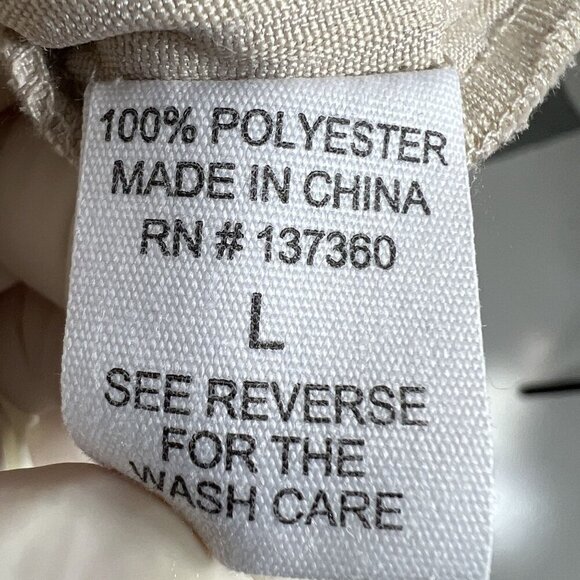 100% POLYESTER
MADE IN CHINA
RN # 137360
L
SEE REVERSE
FOR THE
WASH CARE